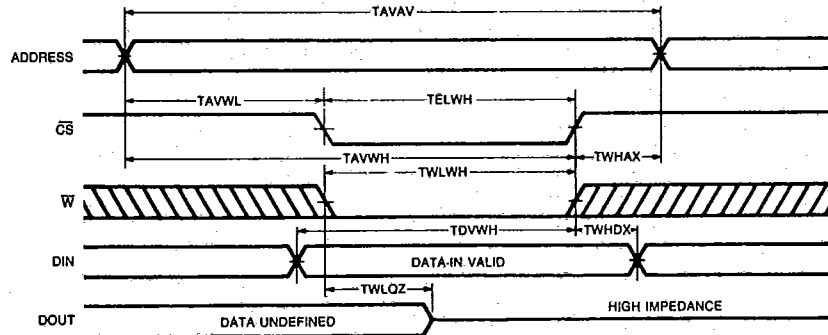 TAVAV
ADDRESS
TAVWL TELWH
CS
TAVWH TWHAX
TWLWH
W
TDVWH TWHDX
DIN DATA-IN VALID
TWLQZ
DOUT DATA UNDEFINED HIGH IMPEDANCE